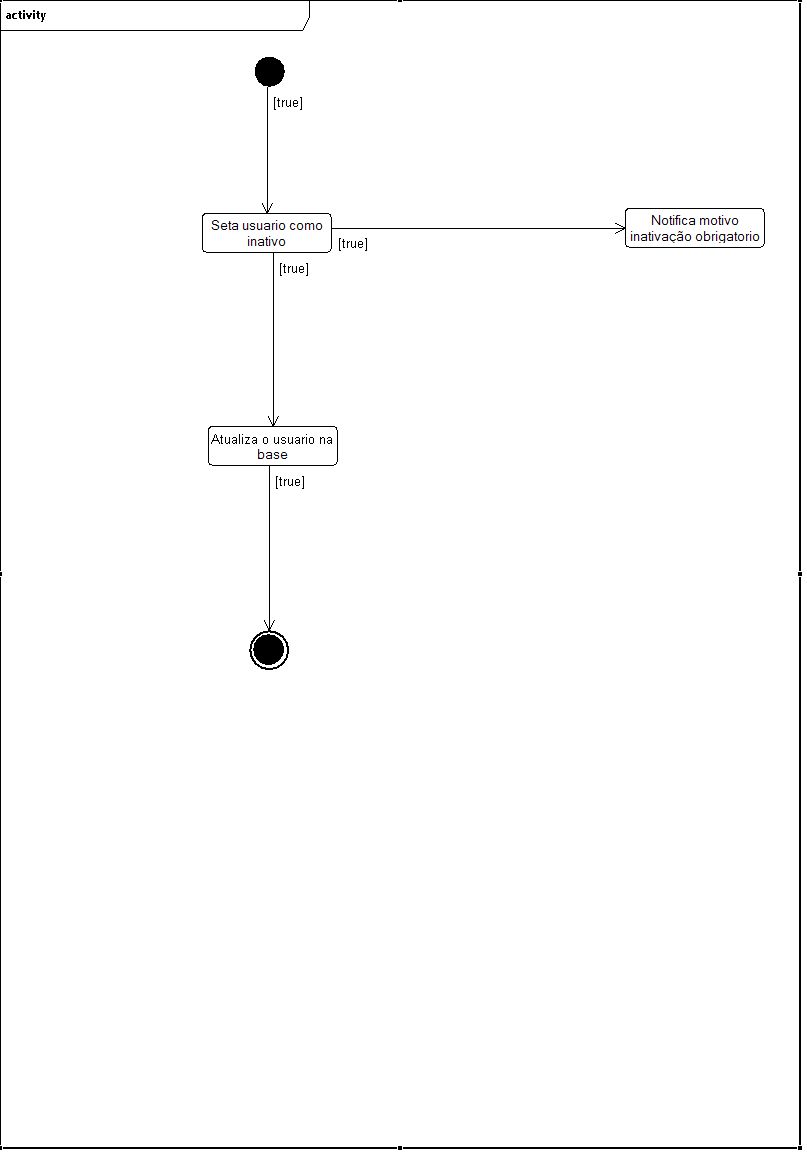 activity
[true]
Seta usuario como
inativo
[true]
Notifica motivo
inativação obrigatorio
[true]
Atualiza o usuario na
base
[true]